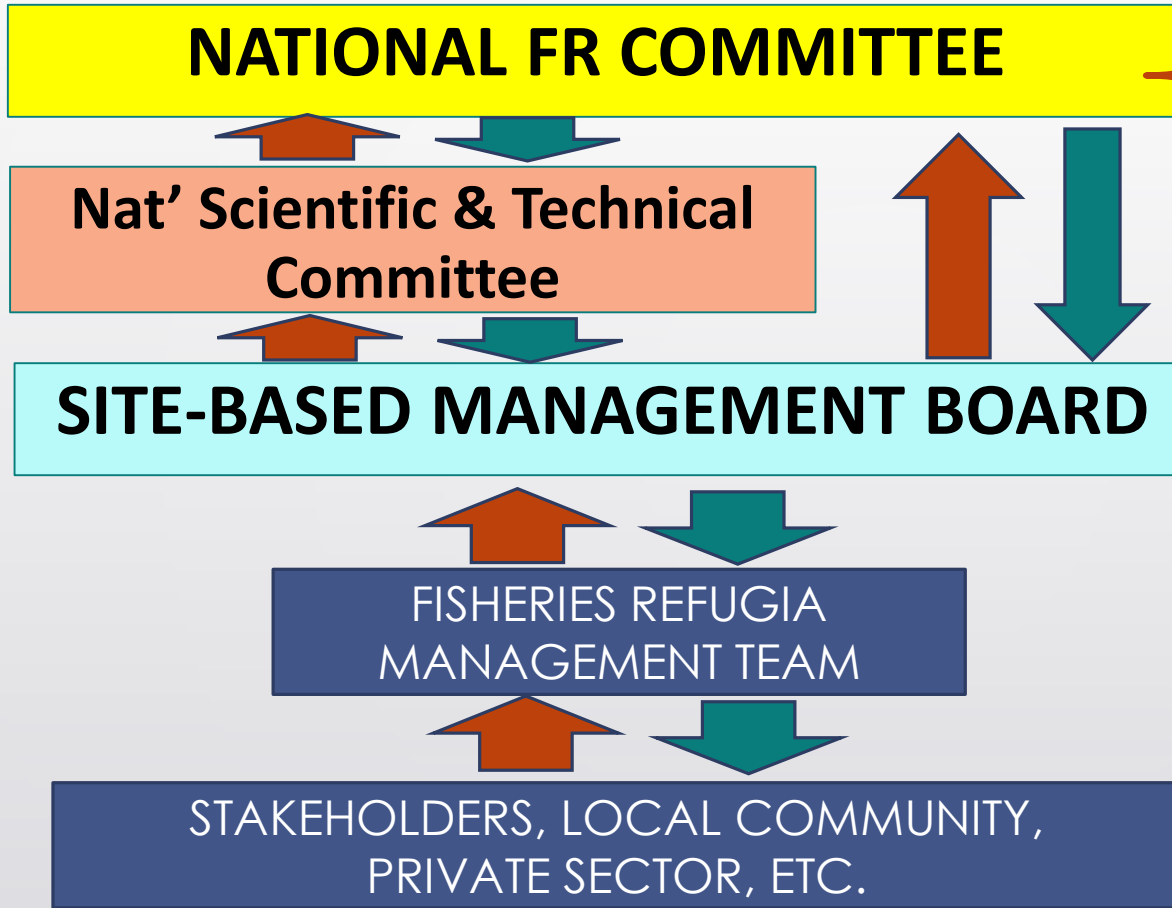 NATIONAL FR COMMITTEE
Nat’ Scientific & Technical
Committee
SITE-BASED MANAGEMENT BOARD
FISHERIES REFUGIA
MANAGEMENT TEAM
STAKEHOLDERS, LOCAL COMMUNITY,
PRIVATE SECTOR, ETC.